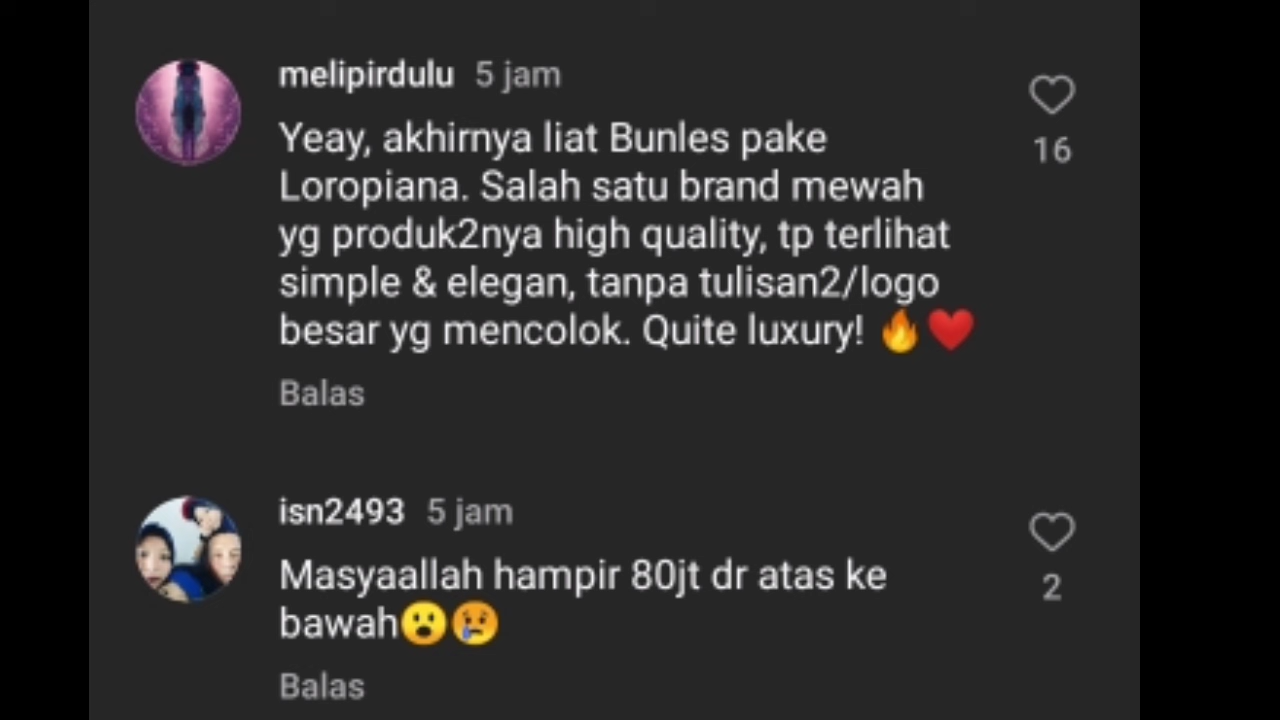 melipirdulu 5 jam
Yeay, akhirnya liat Bunles pake
Loropiana. Salah satu brand mewah
yg produk2nya high quality, tp terlihat
simple & elegan, tanpa tulisan2/logo
besar yg mencolok. Quite luxury! 🔥❤️
16
Balas
isn2493 5 jam
Masyaallah hampir 80jt dr atas ke
bawah😮😢
2
Balas